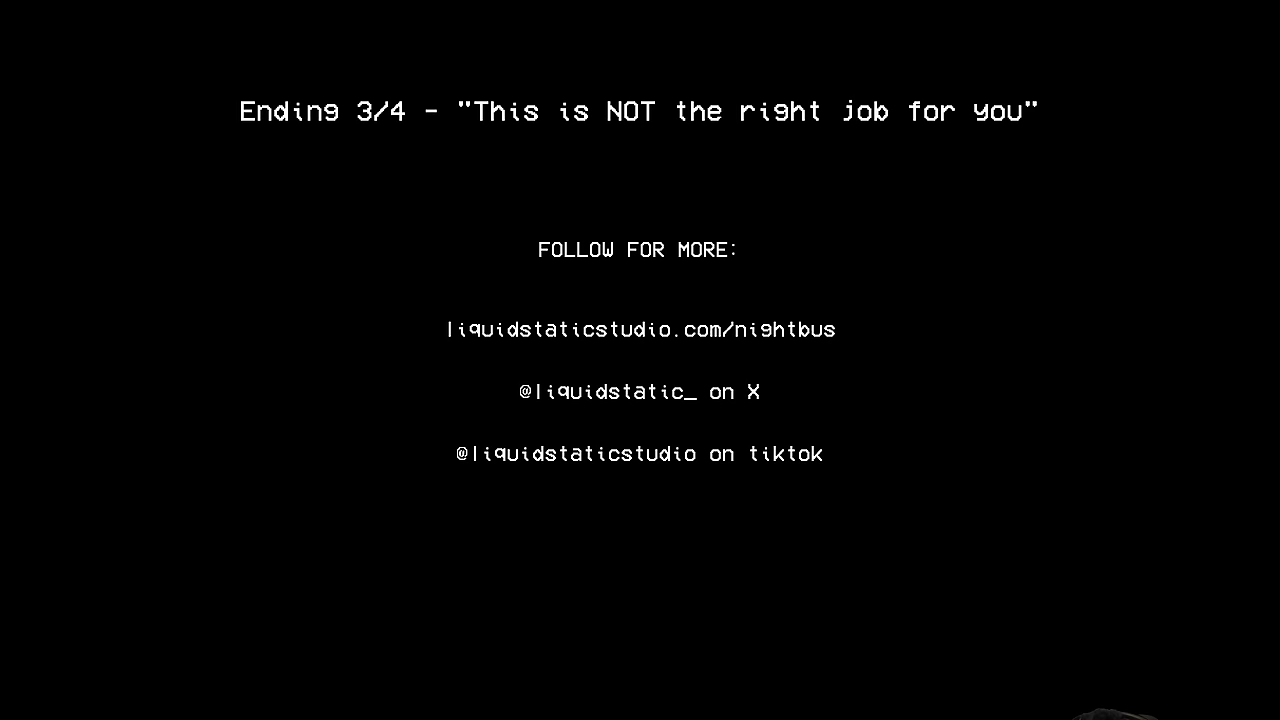 Ending 3/4 - "This is NOT the right job for you"
FOLLOW FOR MORE:
liquidstaticstudio.com/nightbus
@liquidstatic_ on X
@liquidstaticstudio on tiktok